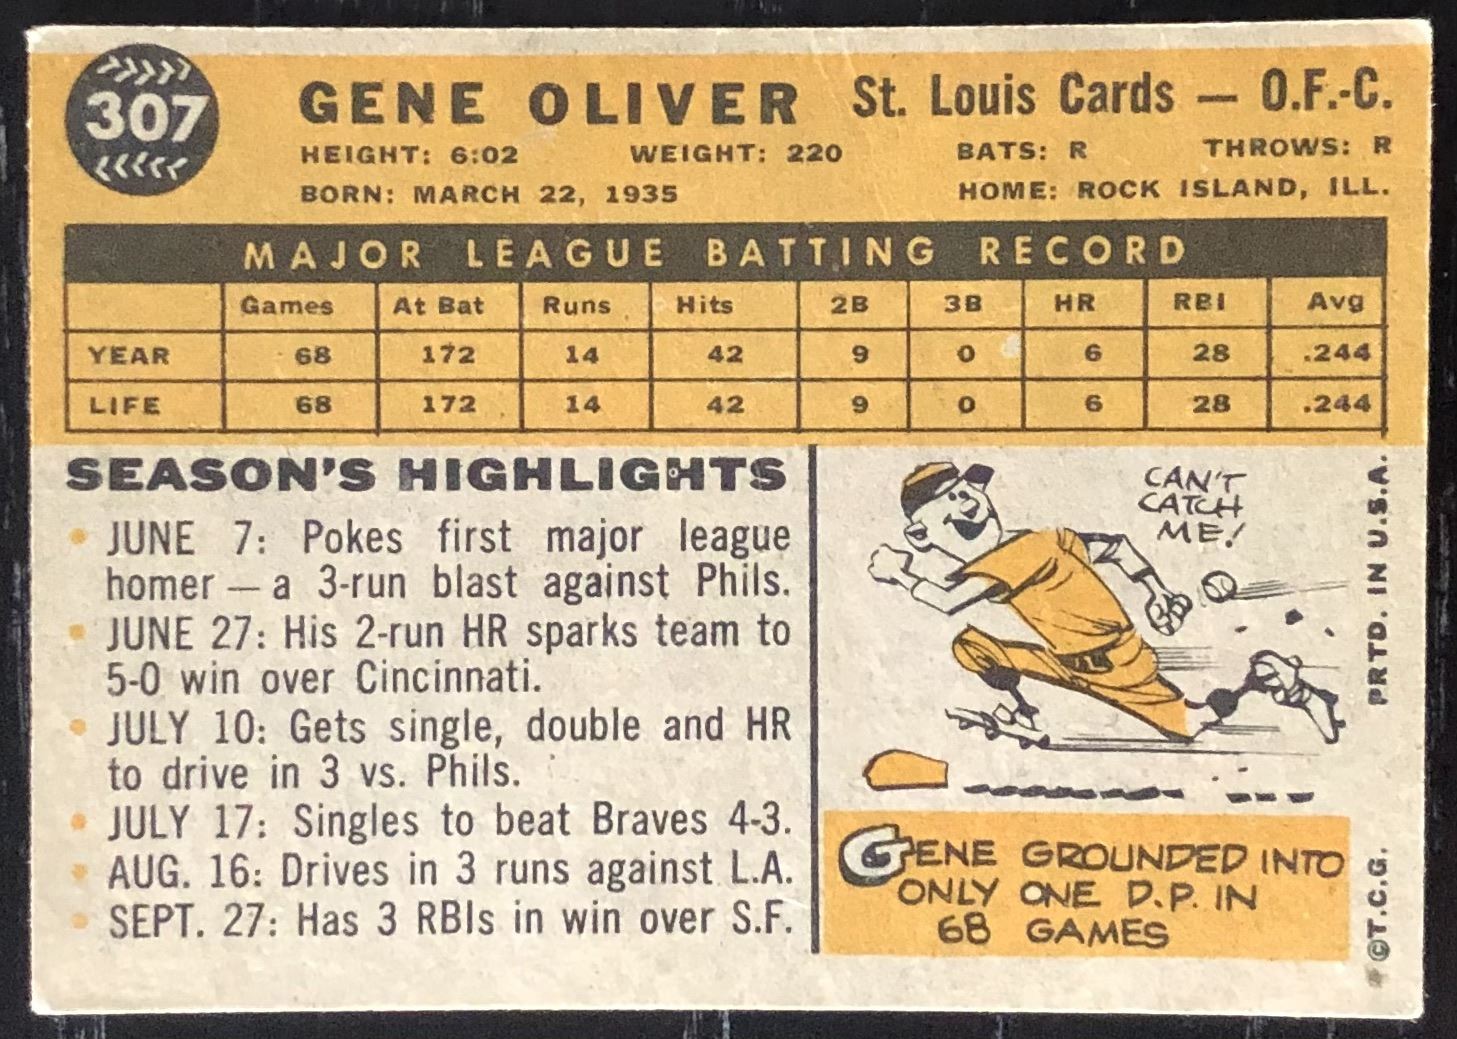 307
GENE OLIVER St. Louis Cards — O.F.-C.
HEIGHT: 6:02 WEIGHT: 220 BATS: R THROWS: R
BORN: MARCH 22, 1935 HOME: ROCK ISLAND, ILL.
MAJOR LEAGUE BATTING RECORD
Games At Bat Runs Hits 2B 3B HR RBI Avg
YEAR 68 172 14 42 9 0 6 28 .244
LIFE 68 172 14 42 9 0 6 28 .244
SEASON'S HIGHLIGHTS
• JUNE 7: Pokes first major league
homer — a 3-run blast against Phils.
• JUNE 27: His 2-run HR sparks team to
5-0 win over Cincinnati.
• JULY 10: Gets single, double and HR
to drive in 3 vs. Phils.
• JULY 17: Singles to beat Braves 4-3.
• AUG. 16: Drives in 3 runs against L.A.
• SEPT. 27: Has 3 RBIs in win over S.F.
CAN'T
CATCH
ME!
GENE GROUNDED INTO
ONLY ONE D.P. IN
68 GAMES
©T.C.G. PRTD. IN U.S.A.